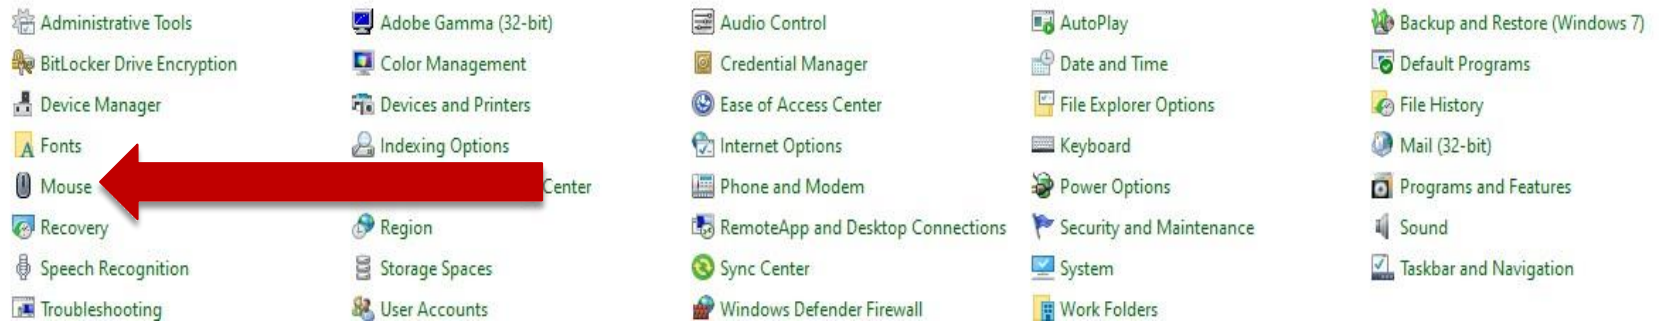 Administrative Tools Adobe Gamma (32-bit) Audio Control AutoPlay Backup and Restore (Windows 7)
BitLocker Drive Encryption Color Management Credential Manager Date and Time Default Programs
Device Manager Devices and Printers Ease of Access Center File Explorer Options File History
Fonts Indexing Options Internet Options Keyboard Mail (32-bit)
Mouse Center Phone and Modem Power Options Programs and Features
Recovery Region RemoteApp and Desktop Connections Security and Maintenance Sound
Speech Recognition Storage Spaces Sync Center System Taskbar and Navigation
Troubleshooting User Accounts Windows Defender Firewall Work Folders